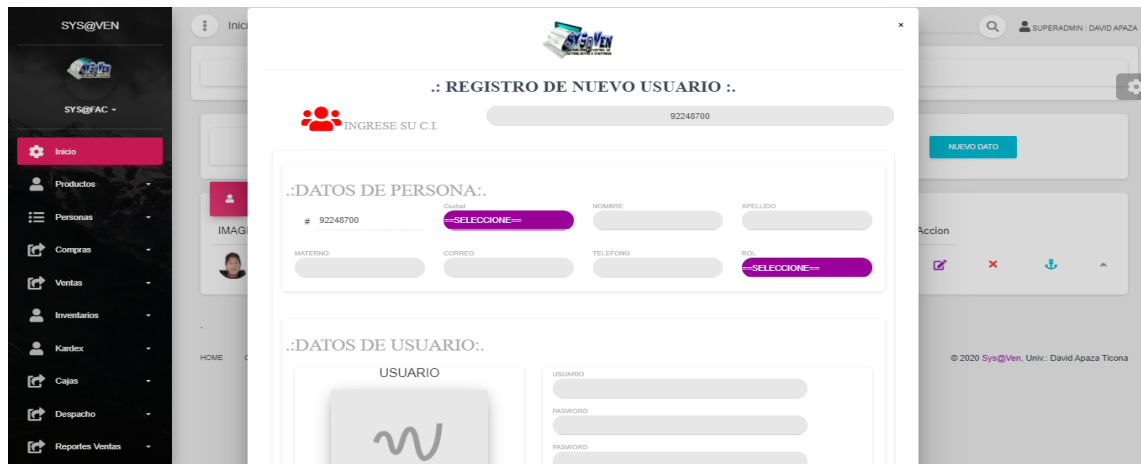 SYS@VEN
SYS@FAC
Inicio
Productos
Personas
Compras
Ventas
Inventarios
Kardex
Cajas
Despacho
Reportes Ventas
Inici
SUPERADMIN : DAVID APAZA
SYS@VEN
×
.: REGISTRO DE NUEVO USUARIO :.
INGRESE SU C.I.
92248700
NUEVO DATO
.:DATOS DE PERSONA:.
# 92248700
Ciudad
==SELECCIONE==
NOMBRE
APELLIDO
MATERNO
CORREO
TELEFONO
ROL
==SELECCIONE==
IMAG
Accion
.:DATOS DE USUARIO:.
USUARIO
USUARIO
PASWORD
PASWORD
HOME
© 2020 Sys@Ven, Univ.: David Apaza Ticona